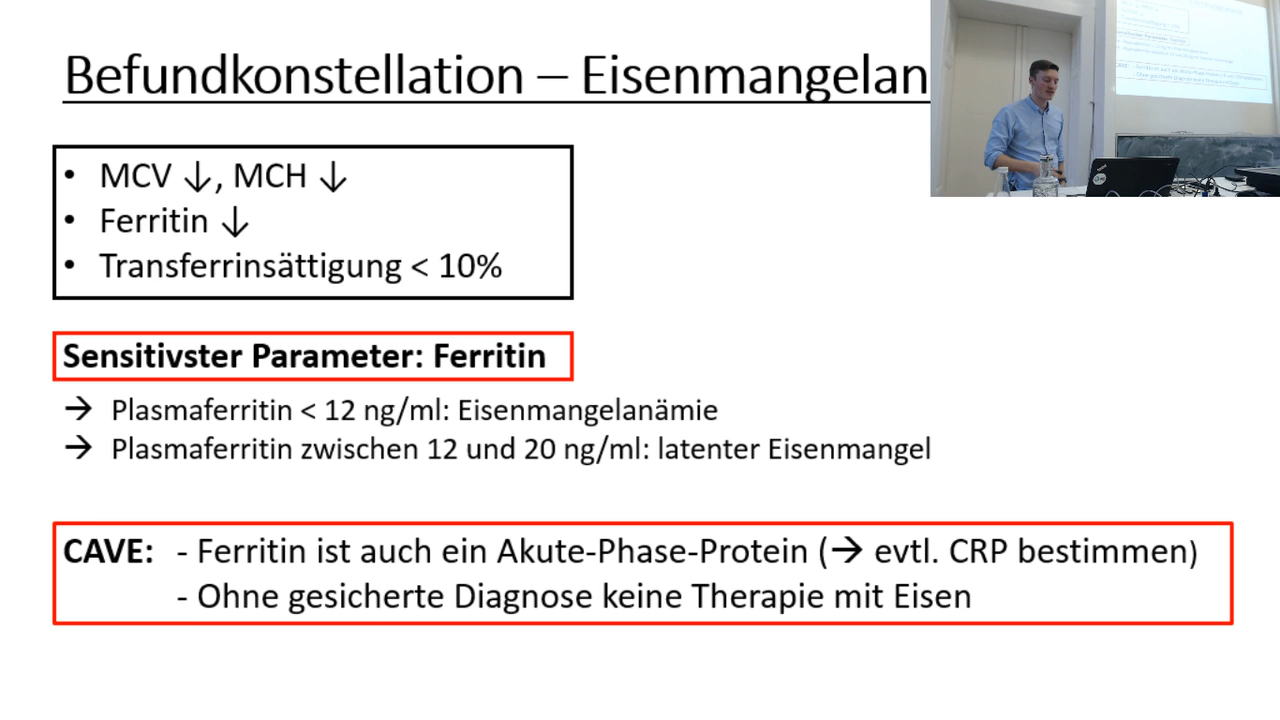 Befundkonstellation – Eisenmangelan
• MCV ↓, MCH ↓
• Ferritin ↓
• Transferrinsättigung < 10%
Sensitivster Parameter: Ferritin
→ Plasmaferritin < 12 ng/ml: Eisenmangelanämie
→ Plasmaferritin zwischen 12 und 20 ng/ml: latenter Eisenmangel
CAVE: - Ferritin ist auch ein Akute-Phase-Protein (→ evtl. CRP bestimmen)
- Ohne gesicherte Diagnose keine Therapie mit Eisen